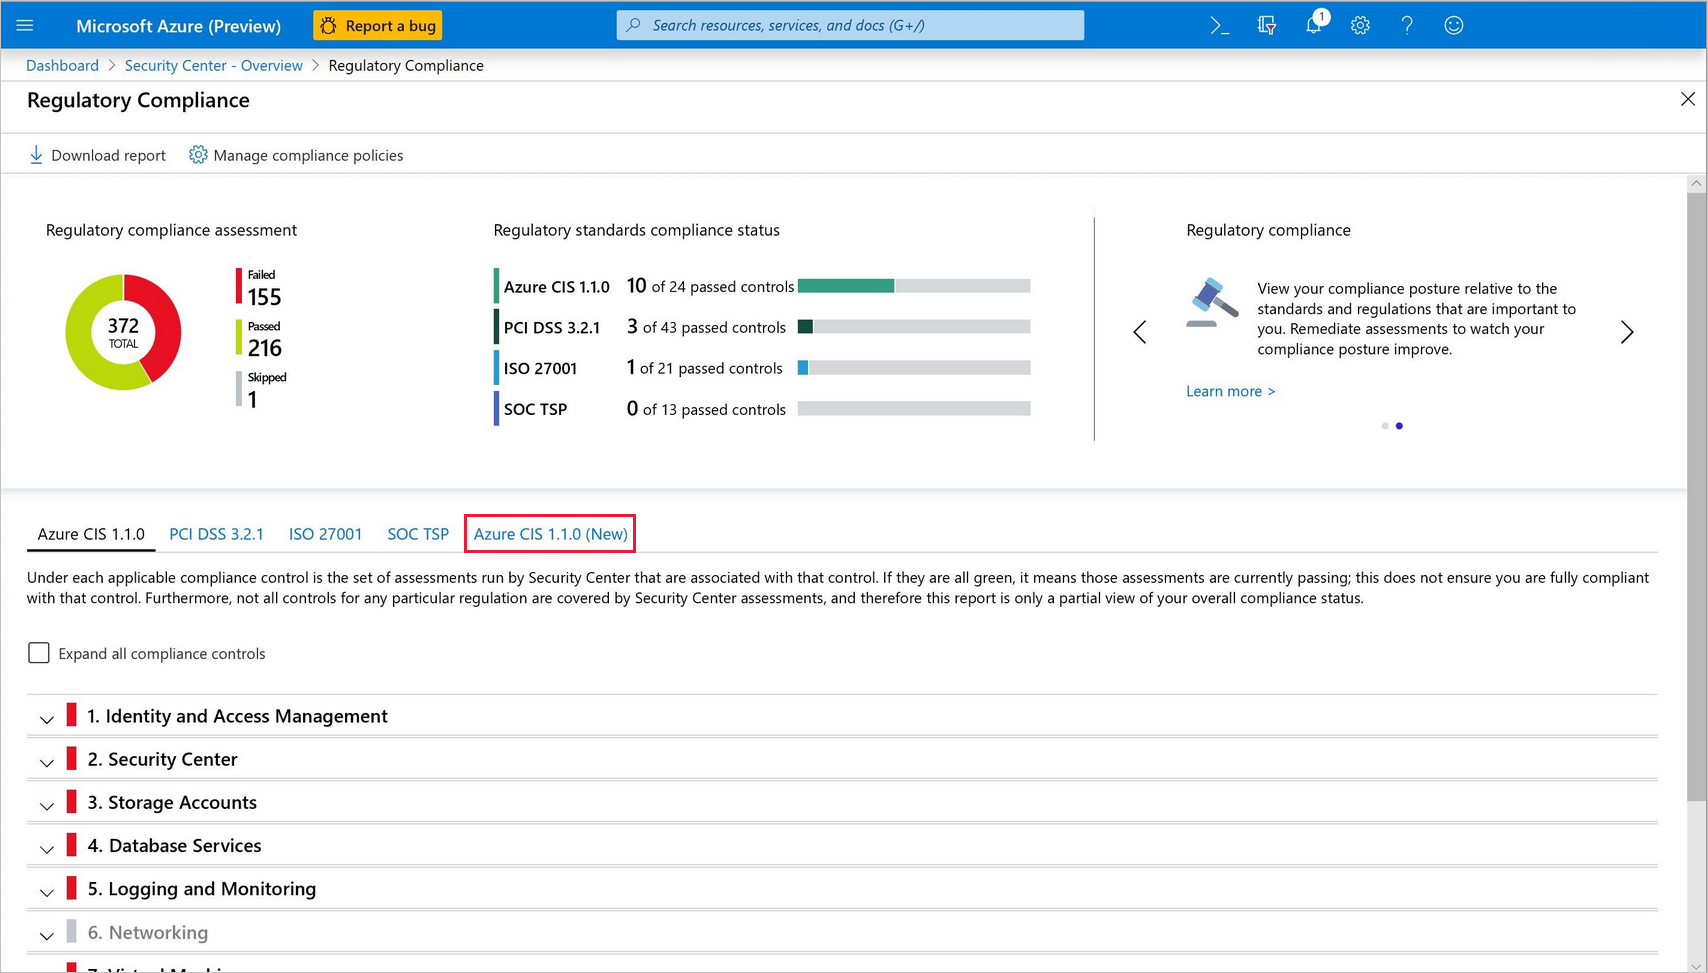 Microsoft Azure (Preview)
Report a bug
Search resources, services, and docs (G+/)
>_
1
?
Dashboard > Security Center - Overview > Regulatory Compliance
Regulatory Compliance
Download report
Manage compliance policies
Regulatory compliance assessment
372
TOTAL
Failed
155
Passed
216
Skipped
1
Regulatory standards compliance status
Azure CIS 1.1.0 10 of 24 passed controls
PCI DSS 3.2.1 3 of 43 passed controls
ISO 27001 1 of 21 passed controls
SOC TSP 0 of 13 passed controls
Regulatory compliance
View your compliance posture relative to the
standards and regulations that are important to
you. Remediate assessments to watch your
compliance posture improve.
Learn more >
Azure CIS 1.1.0 PCI DSS 3.2.1 ISO 27001 SOC TSP Azure CIS 1.1.0 (New)
Under each applicable compliance control is the set of assessments run by Security Center that are associated with that control. If they are all green, it means those assessments are currently passing; this does not ensure you are fully compliant
with that control. Furthermore, not all controls for any particular regulation are covered by Security Center assessments, and therefore this report is only a partial view of your overall compliance status.
Expand all compliance controls
1. Identity and Access Management
2. Security Center
3. Storage Accounts
4. Database Services
5. Logging and Monitoring
6. Networking